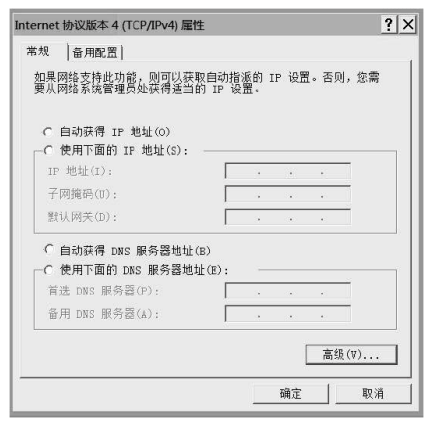 Internet 协议版本 4 (TCP/IPv4) 属性
常规 备用配置
如果网络支持此功能，则可以获取自动指派的 IP 设置。否则，您需
要从网络系统管理员处获得适当的 IP 设置。
自动获得 IP 地址(O)
使用下面的 IP 地址(S):
IP 地址(I):
子网掩码(U):
默认网关(D):
自动获得 DNS 服务器地址(B)
使用下面的 DNS 服务器地址(E):
首选 DNS 服务器(P):
备用 DNS 服务器(A):
高级(V)...
确定 取消